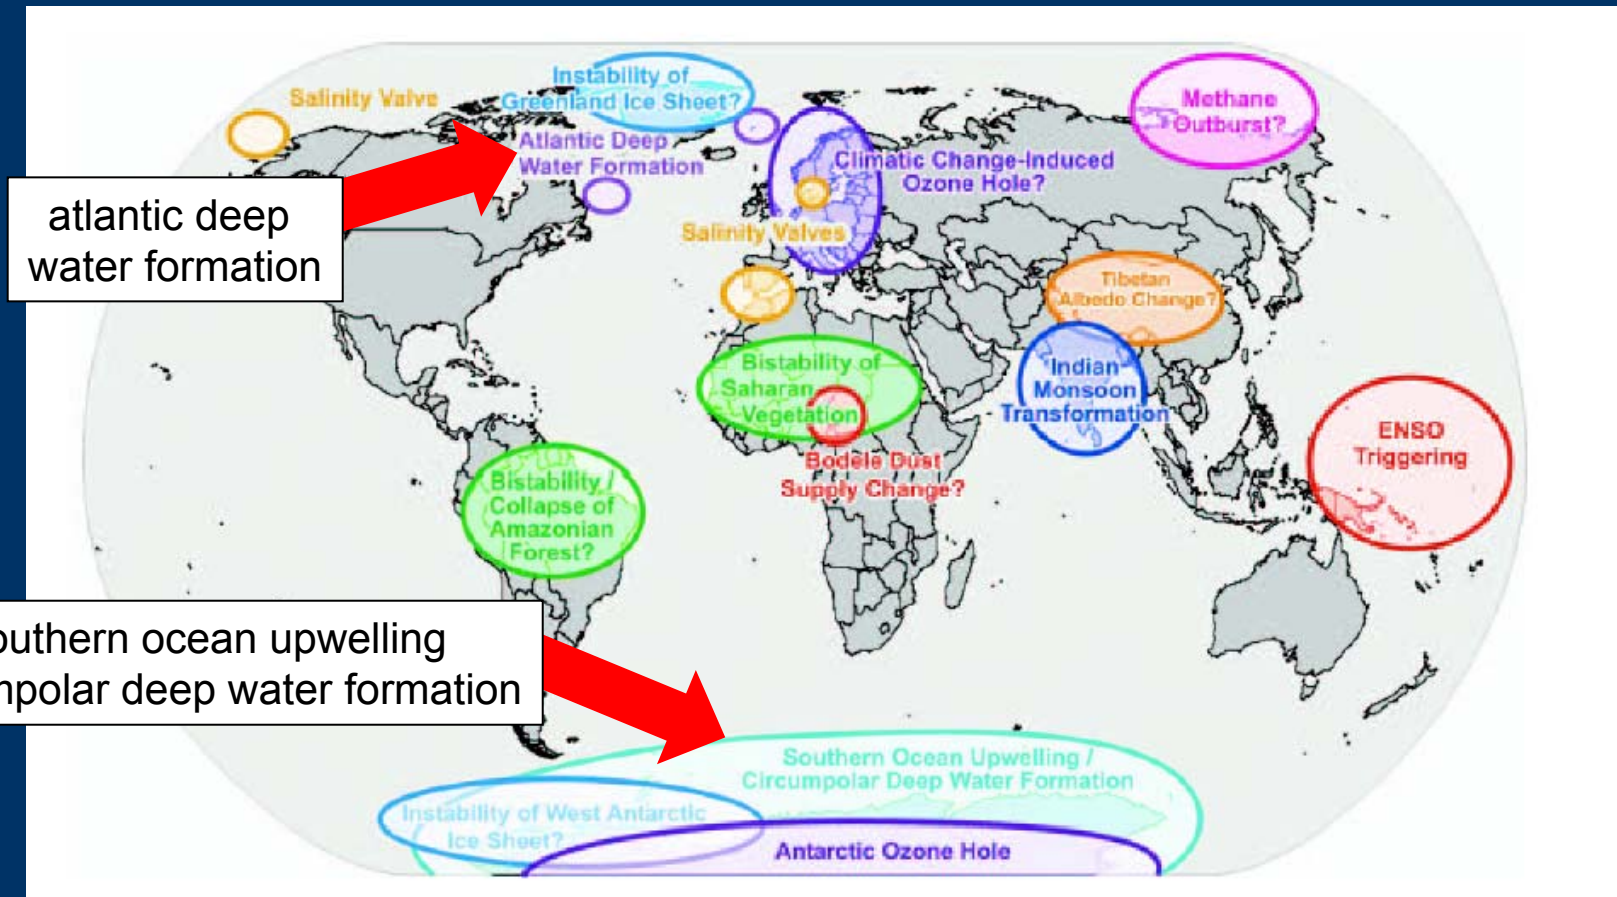 Salinity Valve
Instability of
Greenland Ice Sheet?
Atlantic Deep
Water Formation
atlantic deep
water formation
Climatic Change-Induced
Ozone Hole?
Methane
Outburst?
Salinity Valves
Tibetan
Albedo Change?
Bistability of
Saharan
Vegetation
Indian
Monsoon
Transformation
Bodele Dust
Supply Change?
ENSO
Triggering
Bistability /
Collapse of
Amazonian
Forest?
outhern ocean upwelling
mpolar deep water formation
Southern Ocean Upwelling /
Circumpolar Deep Water Formation
Instability of West Antarctic
Ice Sheet?
Antarctic Ozone Hole